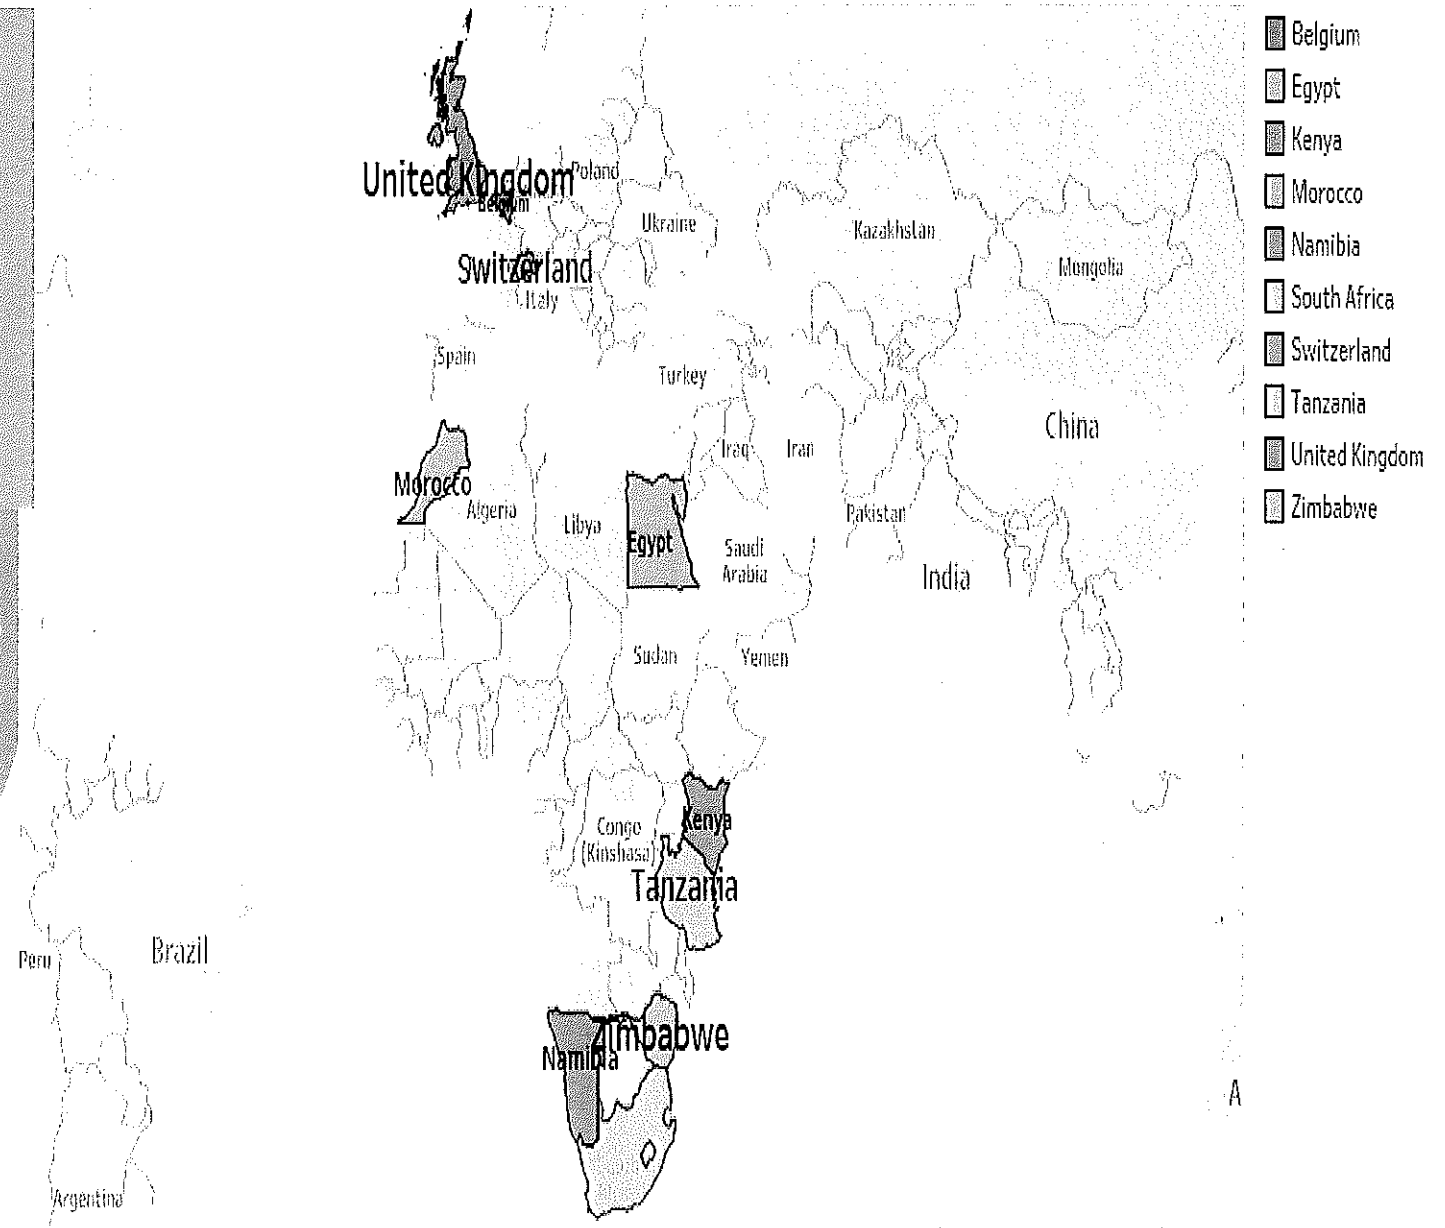 Belgium
Egypt
Kenya
Morocco
Namibia
South Africa
Switzerland
Tanzania
United Kingdom
Zimbabwe
United Kingdom
Belgium
Poland
Ukraine
Kazakhstan
Mongolia
Switzerland
Italy
Spain
Turkey
China
Iraq
Iran
Morocco
Algeria
Libya
Egypt
Saudi
Arabia
Pakistan
India
Sudan
Yemen
Kenya
Congo
(Kinshasa)
Tanzania
Brazil
Peru
Zimbabwe
Namibia
A
Argentina